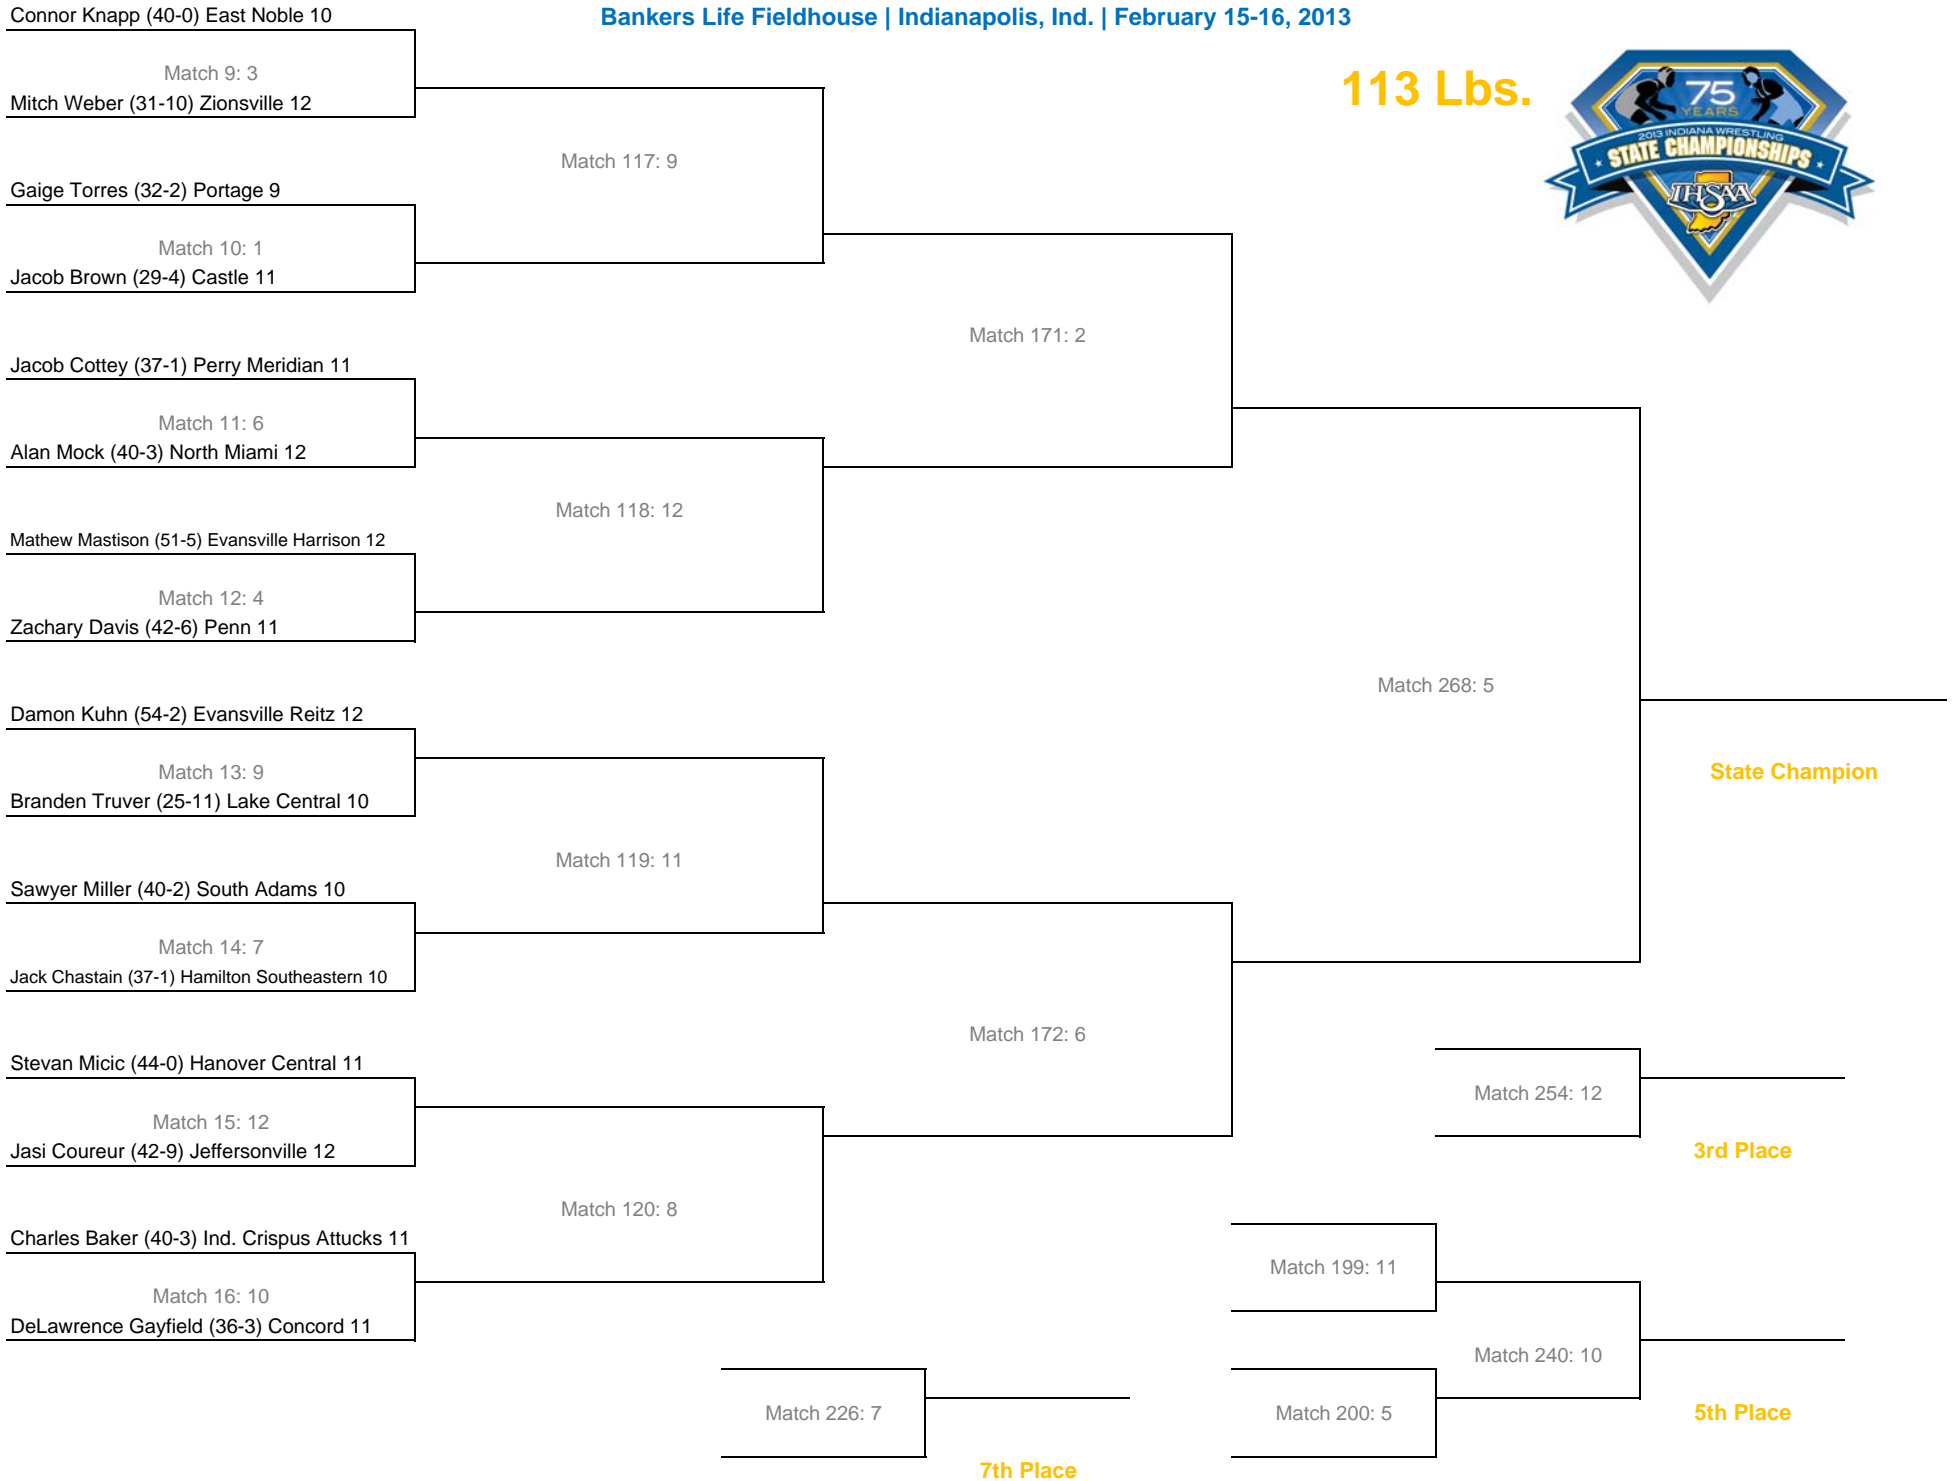 Connor Knapp (40-0) East Noble 10
Bankers Life Fieldhouse | Indianapolis, Ind. | February 15-16, 2013
113 Lbs.
75
YEARS
2013 INDIANA WRESTLING
STATE CHAMPIONSHIPS
IHSAA
Match 9: 3
Mitch Weber (31-10) Zionsville 12
Match 117: 9
Gaige Torres (32-2) Portage 9
Match 10: 1
Jacob Brown (29-4) Castle 11
Match 171: 2
Jacob Cottey (37-1) Perry Meridian 11
Match 11: 6
Alan Mock (40-3) North Miami 12
Match 118: 12
Mathew Mastison (51-5) Evansville Harrison 12
Match 12: 4
Zachary Davis (42-6) Penn 11
Match 268: 5
Damon Kuhn (54-2) Evansville Reitz 12
Match 13: 9
State Champion
Branden Truver (25-11) Lake Central 10
Match 119: 11
Sawyer Miller (40-2) South Adams 10
Match 14: 7
Jack Chastain (37-1) Hamilton Southeastern 10
Match 172: 6
Stevan Micic (44-0) Hanover Central 11
Match 254: 12
Match 15: 12
Jasi Coureur (42-9) Jeffersonville 12
3rd Place
Match 120: 8
Charles Baker (40-3) Ind. Crispus Attucks 11
Match 199: 11
Match 16: 10
DeLawrence Gayfield (36-3) Concord 11
Match 240: 10
Match 226: 7
Match 200: 5
5th Place
7th Place